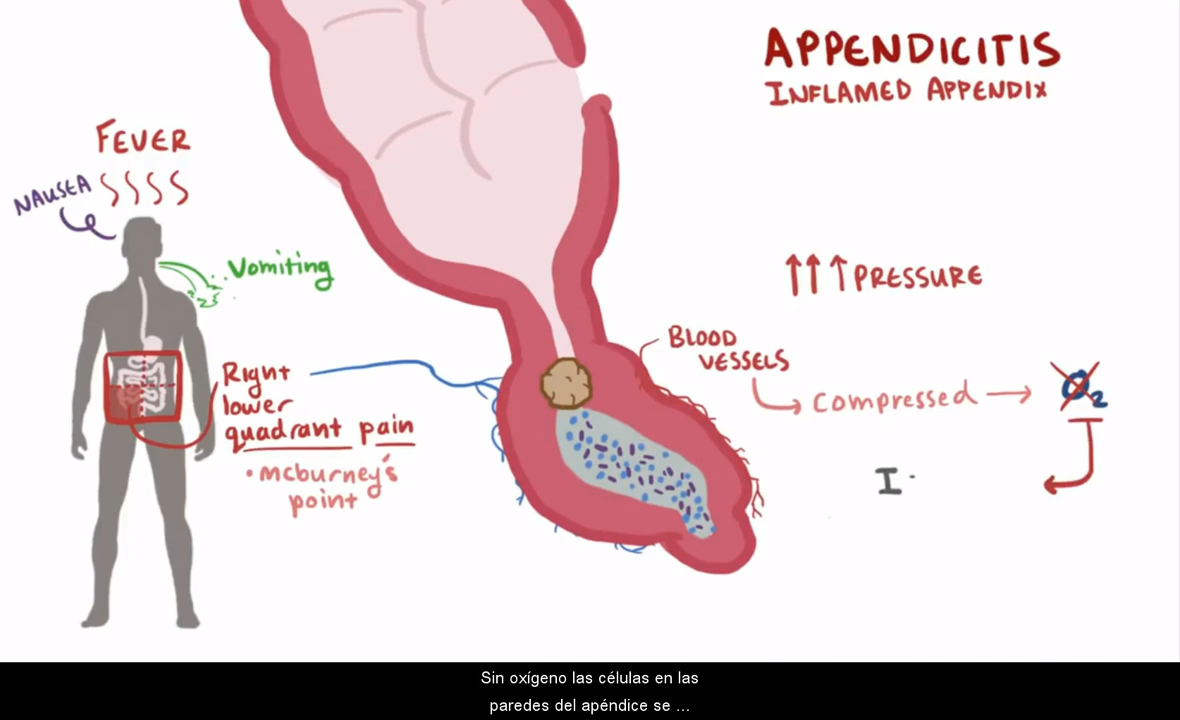 APPENDICITIS
INFLAMED APPENDIX
FEVER
NAUSEA
Vomiting
↑↑↑ PRESSURE
BLOOD
VESSELS
compressed
O2
I
Right
lower
quadrant pain
• mcburney's
point
Sin oxígeno las células en las
paredes del apéndice se ...